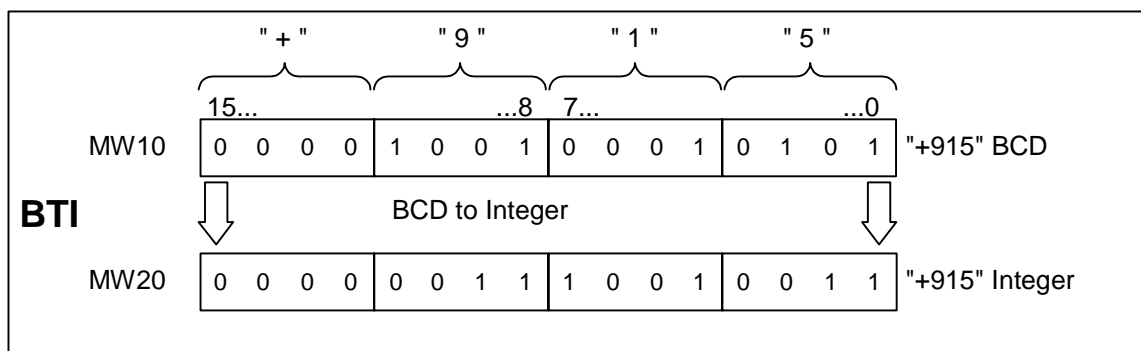 " + " " 9 " " 1 " " 5 "
15... ...8 7... ...0
MW10 0 0 0 0 1 0 0 1 0 0 0 1 0 1 0 1 "+915" BCD
BTI BCD to Integer
MW20 0 0 0 0 0 0 1 1 1 0 0 1 0 0 1 1 "+915" Integer